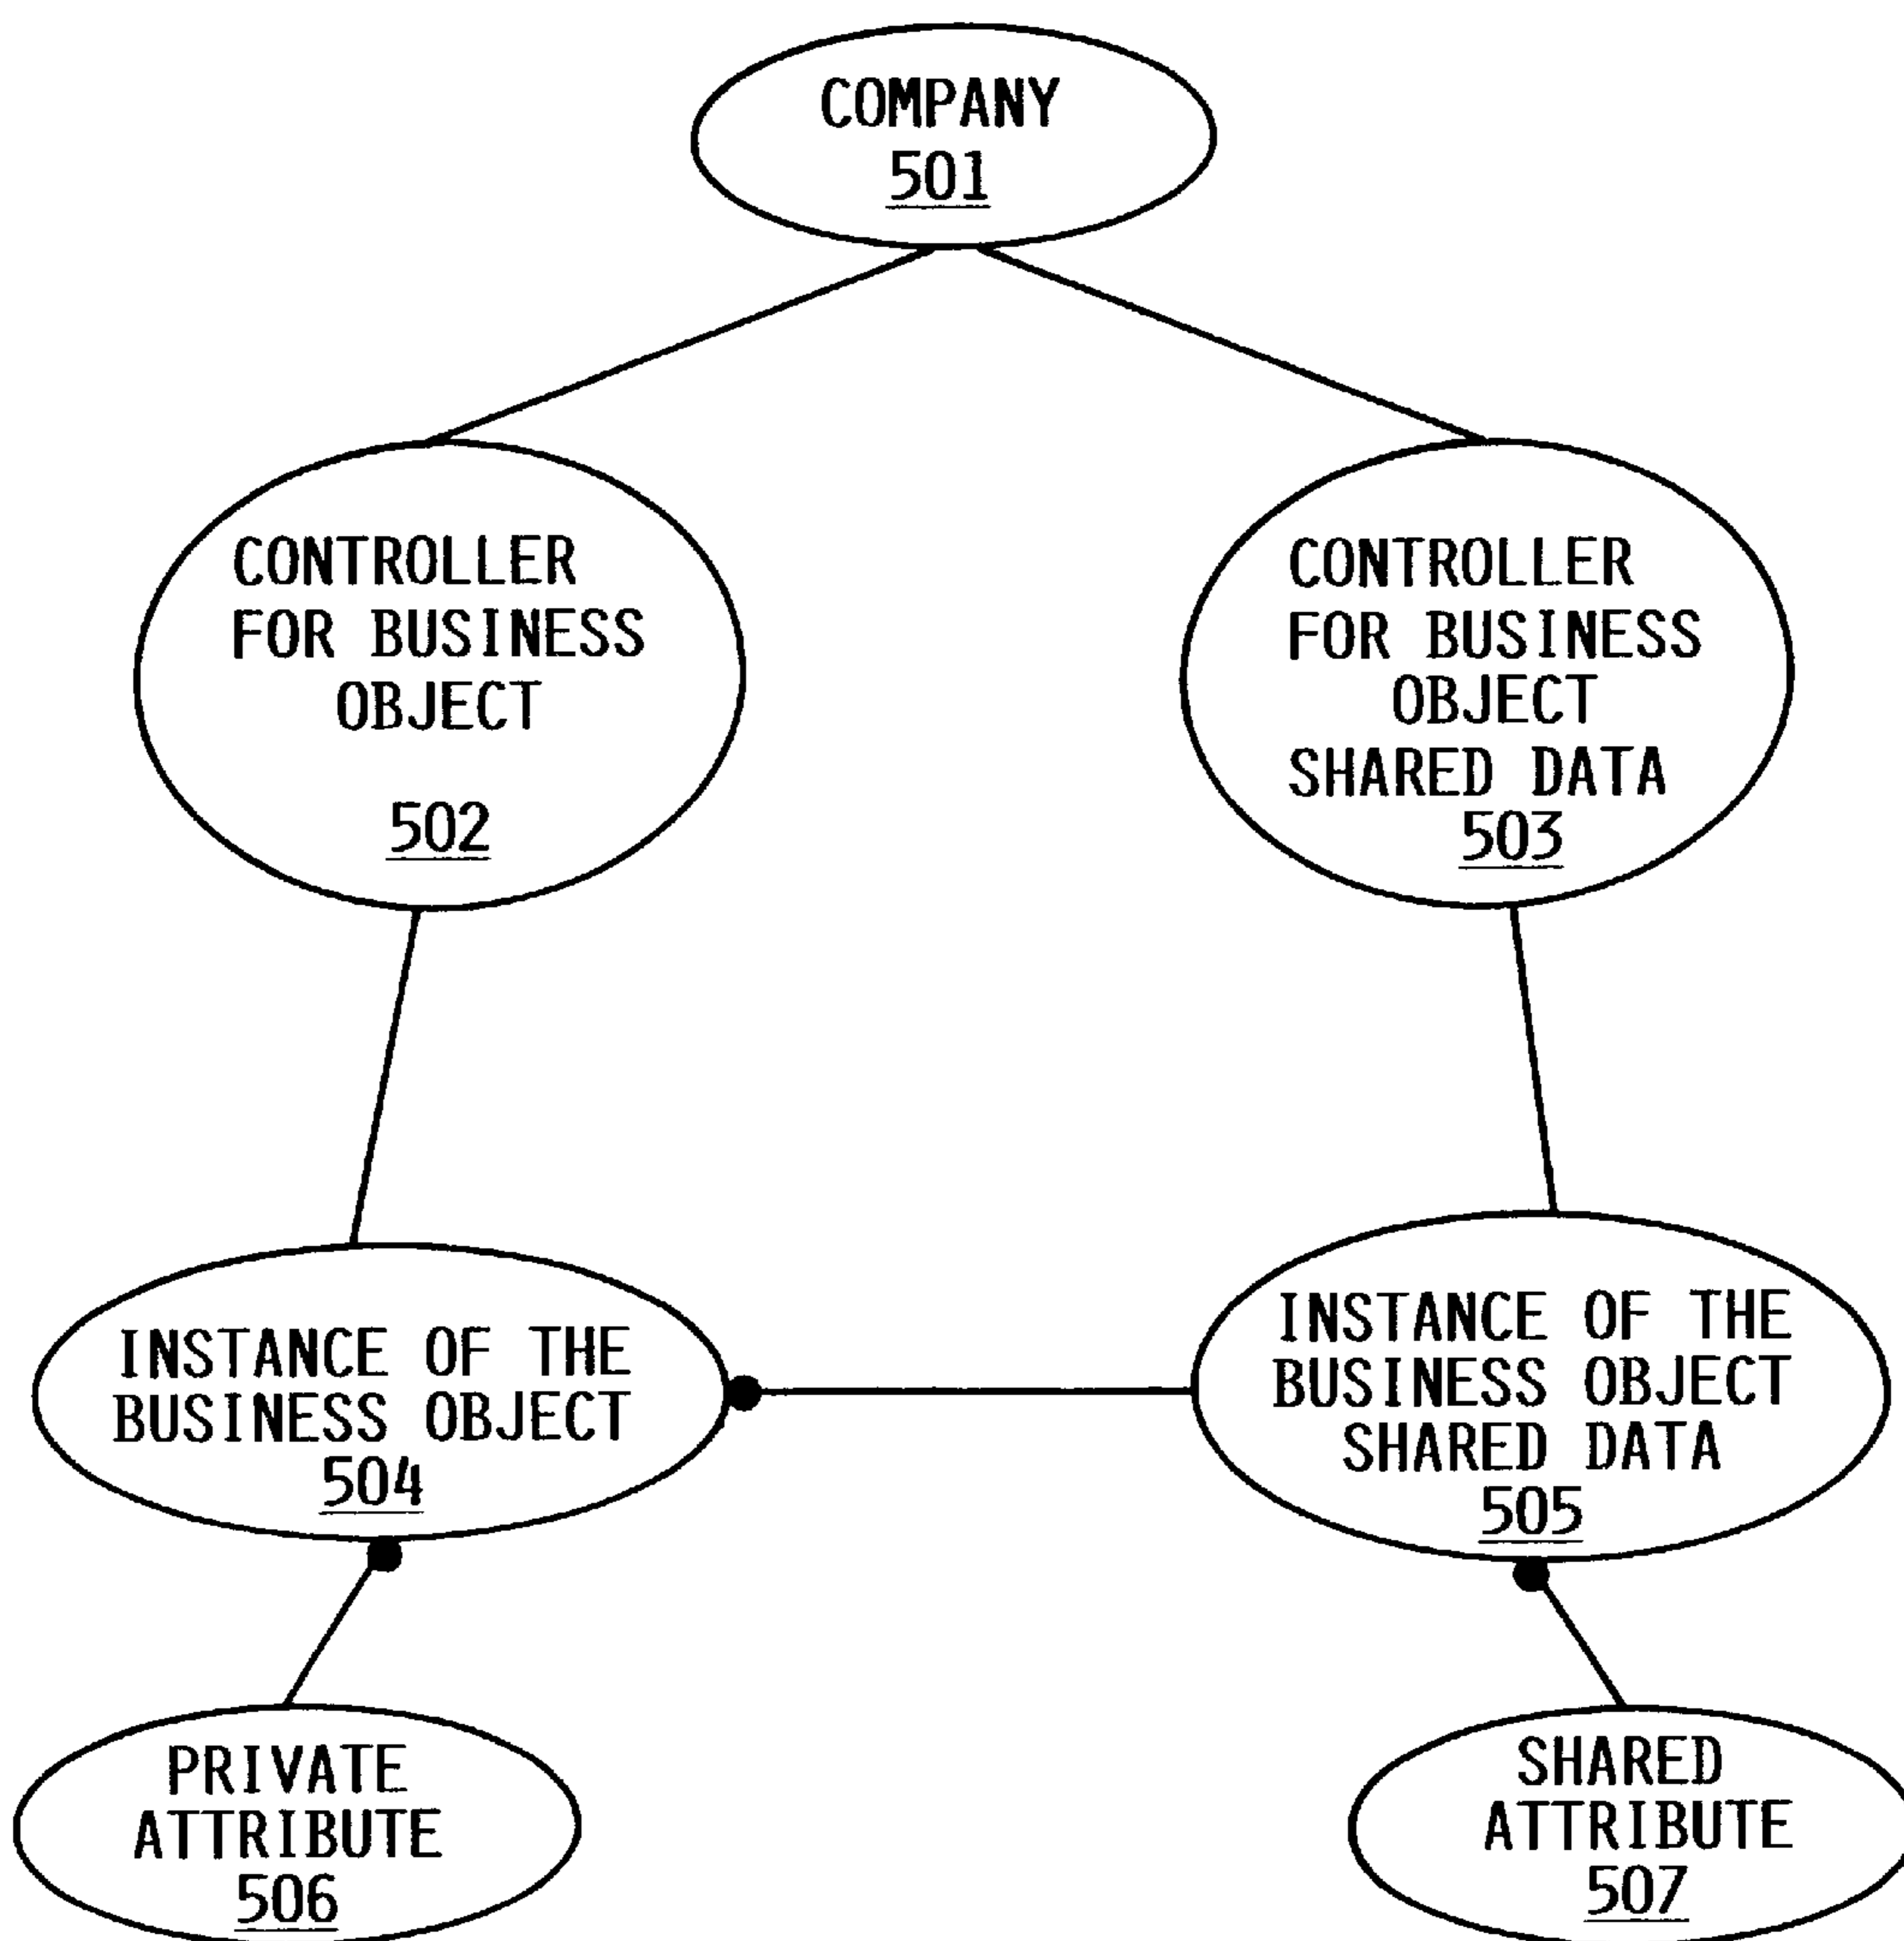 COMPANY
501
CONTROLLER
FOR BUSINESS
OBJECT
502
CONTROLLER
FOR BUSINESS
OBJECT
SHARED DATA
503
INSTANCE OF THE
BUSINESS OBJECT
504
INSTANCE OF THE
BUSINESS OBJECT
SHARED DATA
505
PRIVATE
ATTRIBUTE
506
SHARED
ATTRIBUTE
507